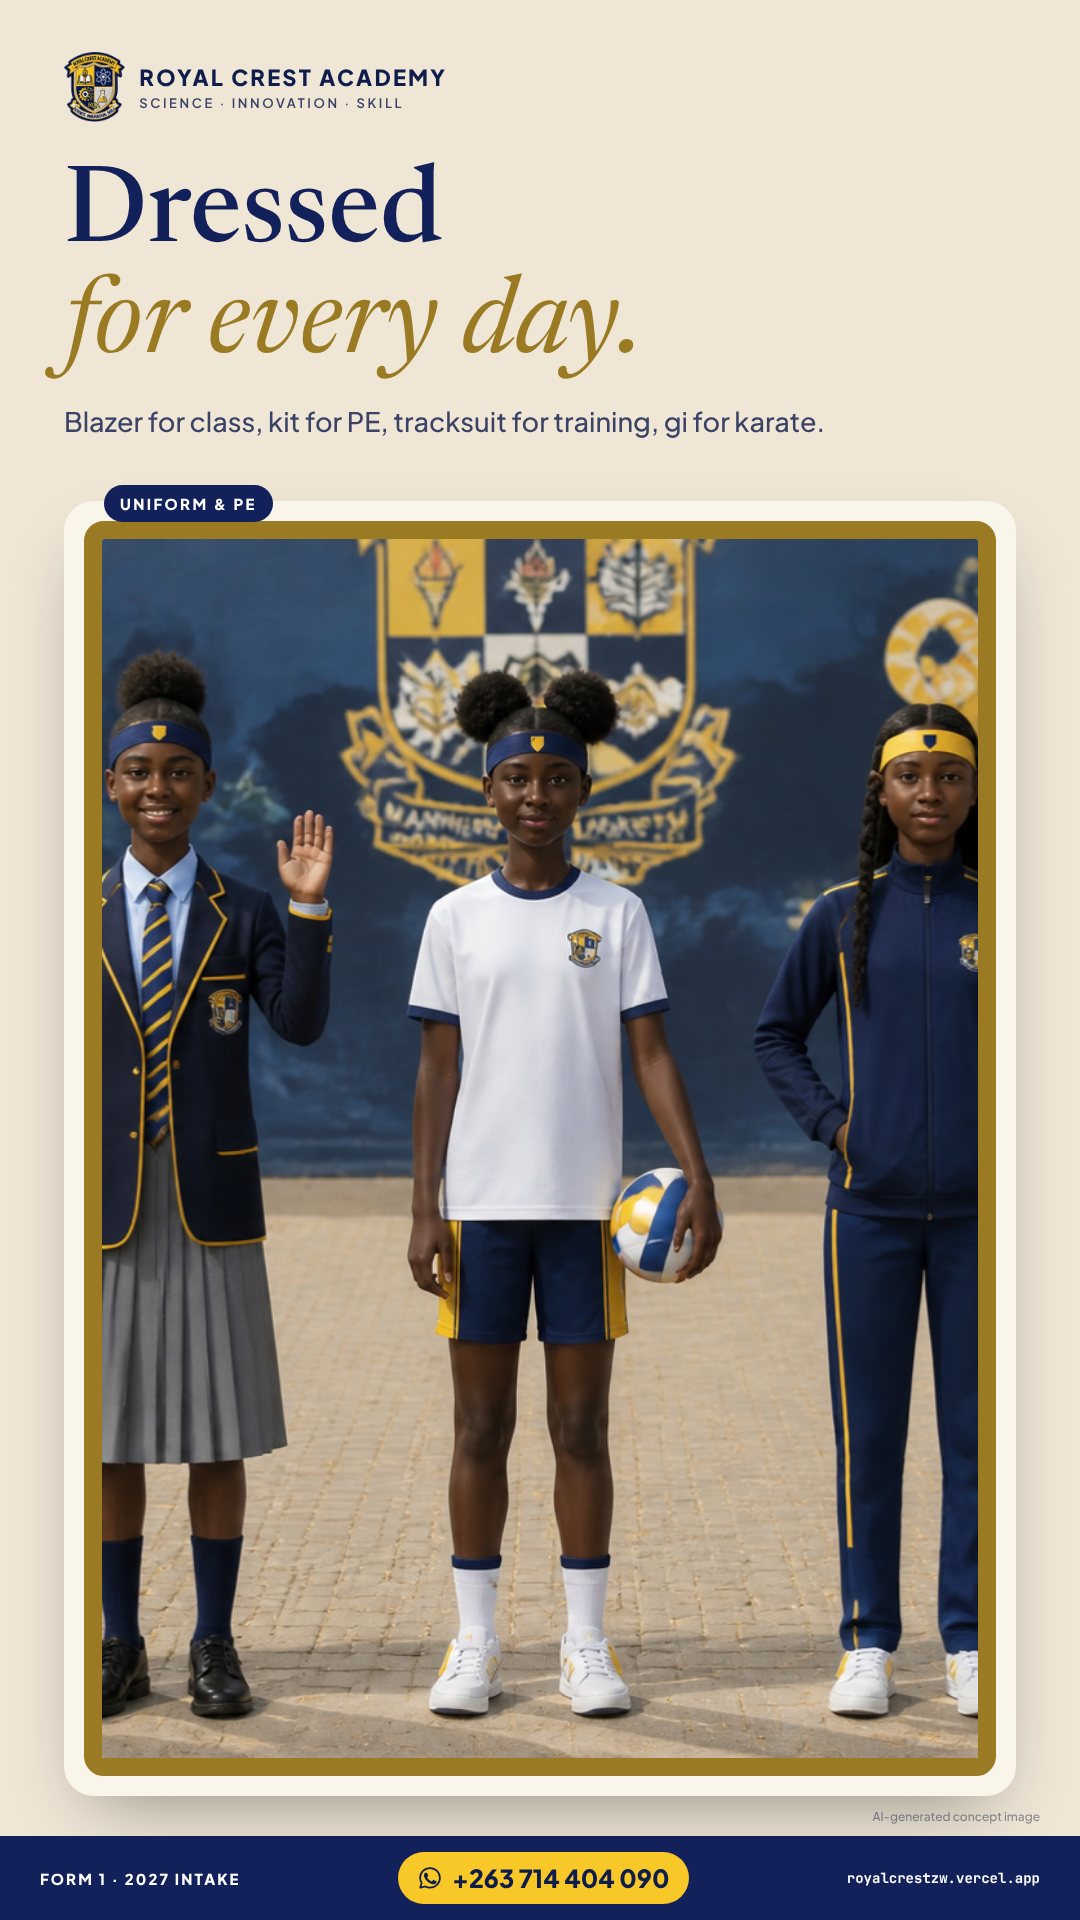 ROYAL CREST ACADEMY
SCIENCE · INNOVATION · SKILL
Dressed
for every day.
Blazer for class, kit for PE, tracksuit for training, gi for karate.
UNIFORM & PE
AI-generated concept image
FORM 1 · 2027 INTAKE
+263 714 404 090
royalcrestzw.vercel.app